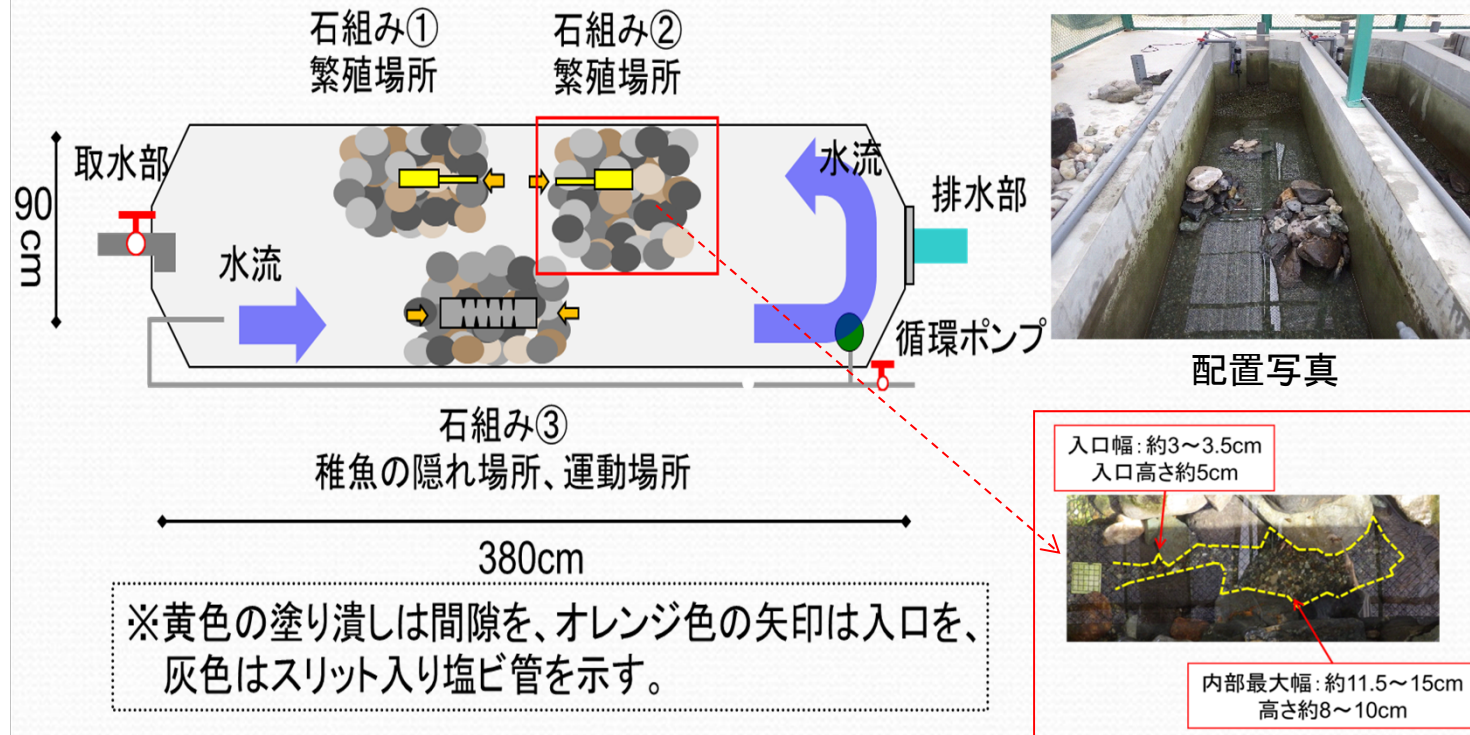 石組み①
繁殖場所
石組み②
繁殖場所
取水部
90cm
水流
水流
排水部
循環ポンプ
石組み③
稚魚の隠れ場所、運動場所
380cm
※黄色の塗り潰しは間隙を、オレンジ色の矢印は入口を、
灰色はスリット入り塩ビ管を示す。
配置写真
入口幅:約3～3.5cm
入口高さ約5cm
内部最大幅:約11.5～15cm
高さ約8～10cm